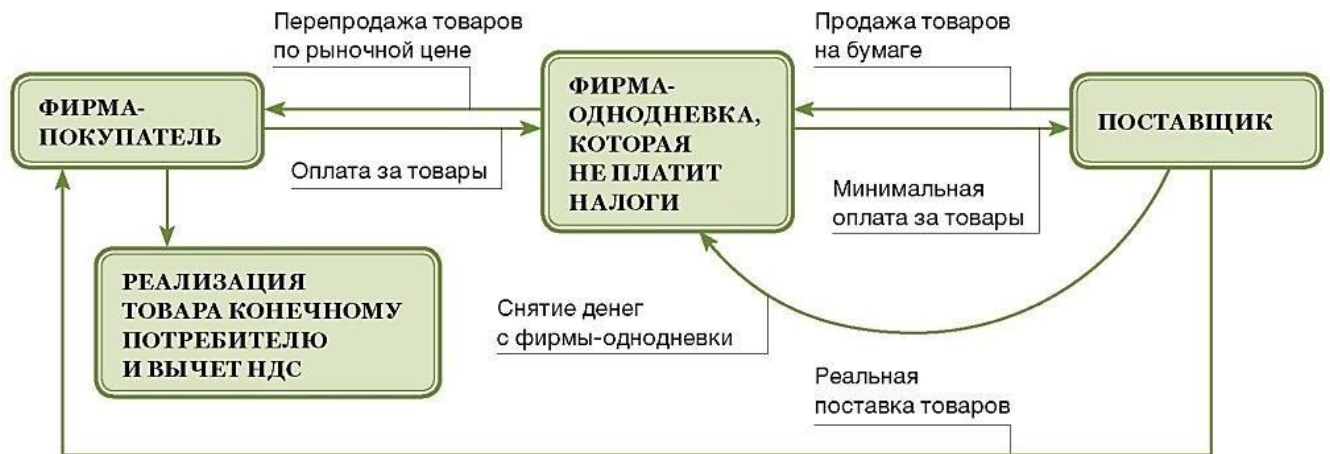 Перепродажа товаров
по рыночной цене
Продажа товаров
на бумаге
ФИРМА-
ПОКУПАТЕЛЬ
ФИРМА-
ОДНОДНЕВКА,
КОТОРАЯ
НЕ ПЛАТИТ
НАЛОГИ
ПОСТАВЩИК
Оплата за товары
Минимальная
оплата за товары
РЕАЛИЗАЦИЯ
ТОВАРА КОНЕЧНОМУ
ПОТРЕБИТЕЛЮ
И ВЫЧЕТ НДС
Снятие денег
с фирмы-однодневки
Реальная
поставка товаров